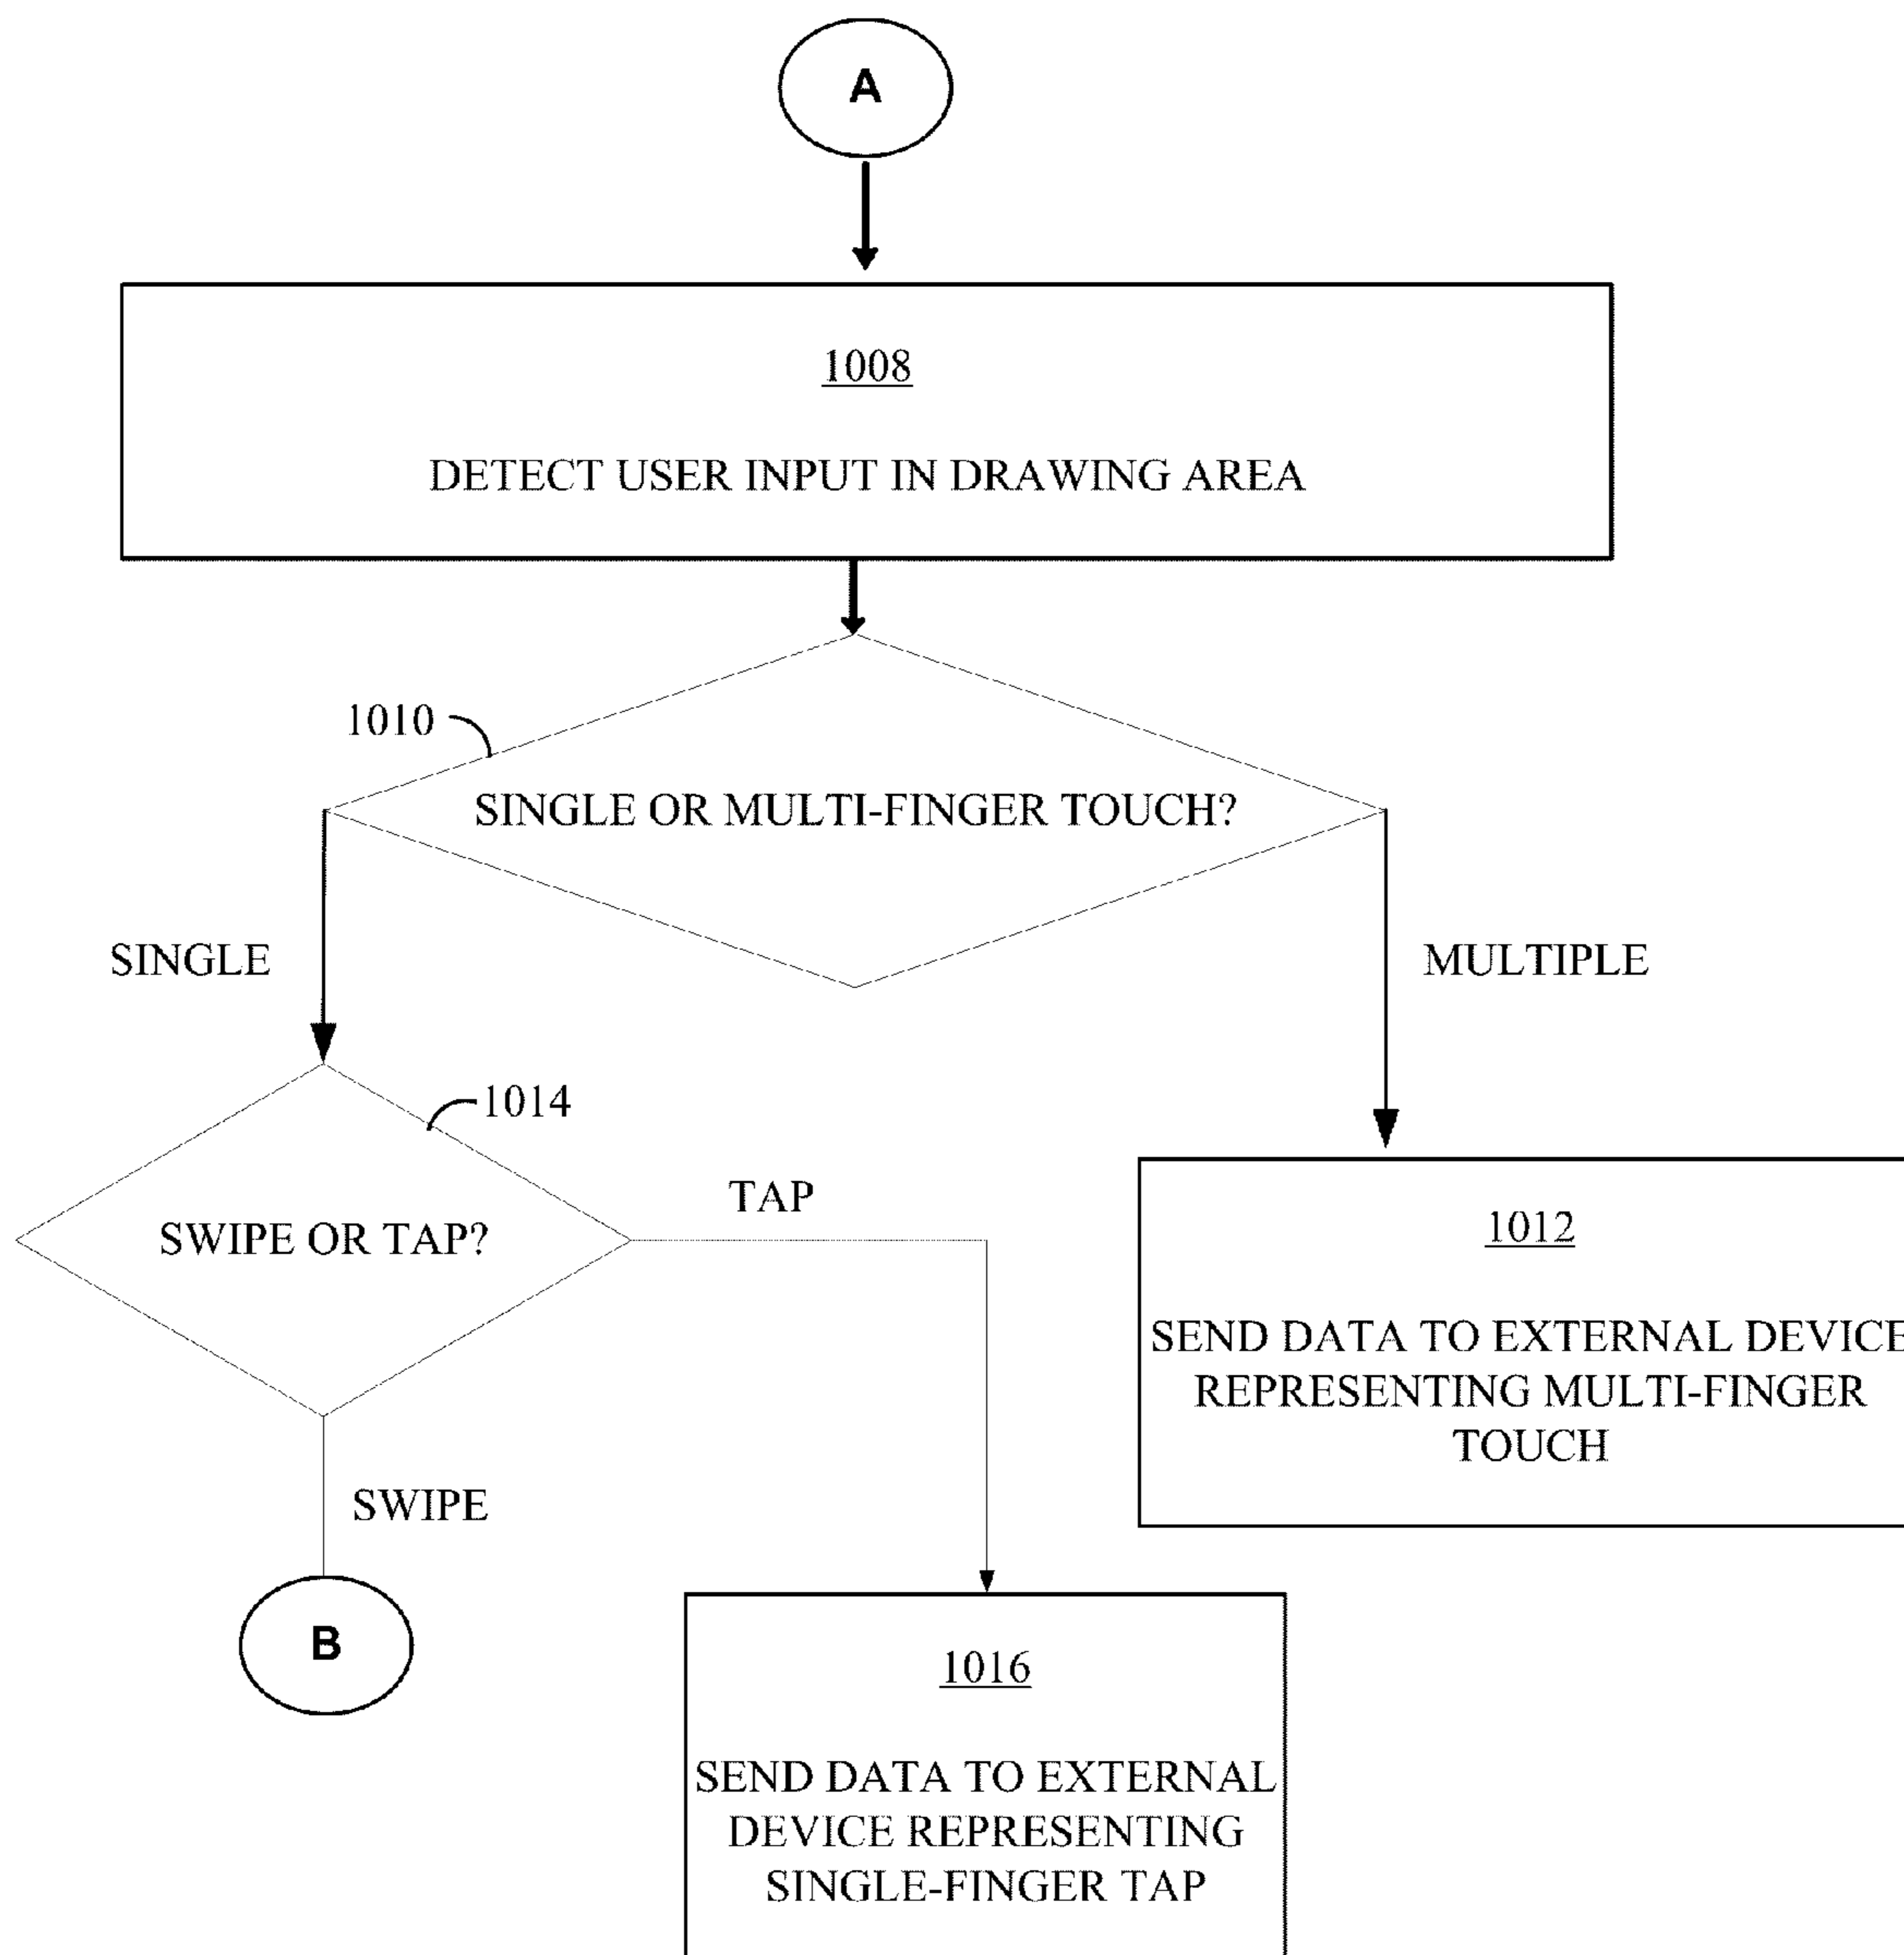 A
1008
DETECT USER INPUT IN DRAWING AREA
1010
SINGLE OR MULTI-FINGER TOUCH?
SINGLE
MULTIPLE
1014
SWIPE OR TAP?
TAP
1012
SEND DATA TO EXTERNAL DEVICE
REPRESENTING MULTI-FINGER
TOUCH
SWIPE
B
1016
SEND DATA TO EXTERNAL
DEVICE REPRESENTING
SINGLE-FINGER TAP